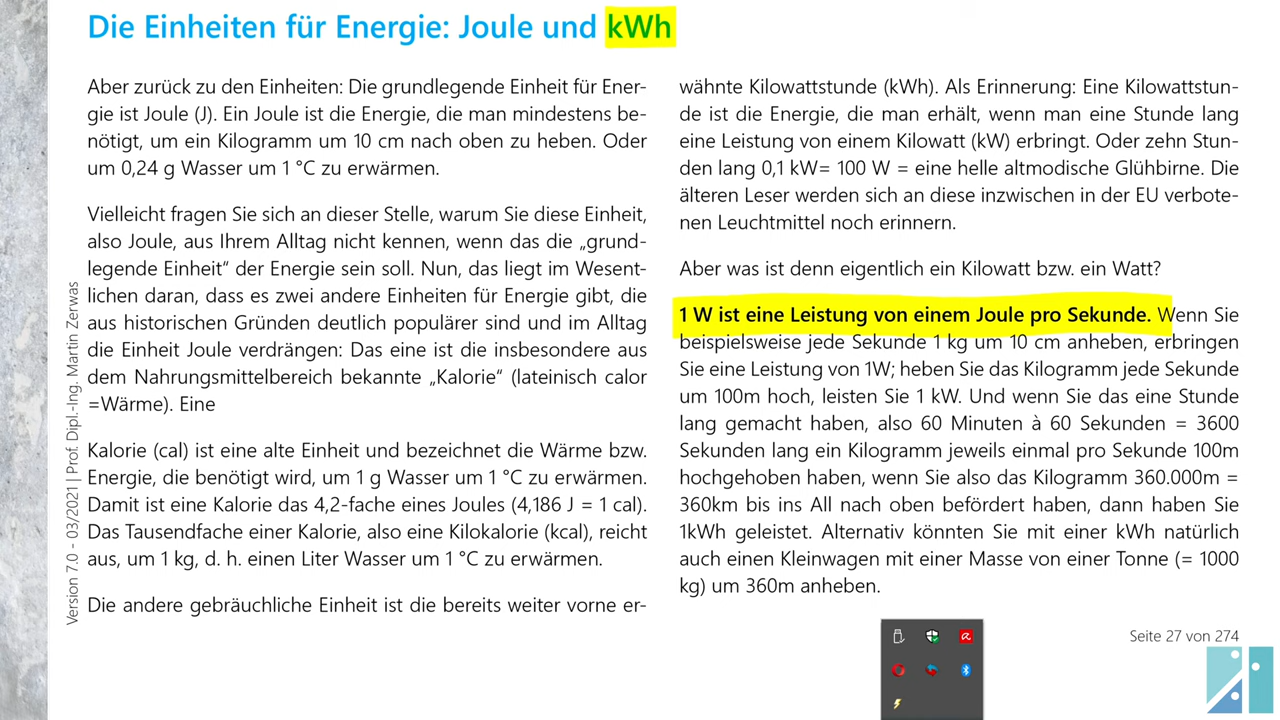 Die Einheiten für Energie: Joule und kWh
Aber zurück zu den Einheiten: Die grundlegende Einheit für Ener-
gie ist Joule (J). Ein Joule ist die Energie, die man mindestens be-
nötigt, um ein Kilogramm um 10 cm nach oben zu heben. Oder
um 0,24 g Wasser um 1 °C zu erwärmen.
Vielleicht fragen Sie sich an dieser Stelle, warum Sie diese Einheit,
also Joule, aus Ihrem Alltag nicht kennen, wenn das die „grund-
legende Einheit“ der Energie sein soll. Nun, das liegt im Wesent-
lichen daran, dass es zwei andere Einheiten für Energie gibt, die
aus historischen Gründen deutlich populärer sind und im Alltag
die Einheit Joule verdrängen: Das eine ist die insbesondere aus
dem Nahrungsmittelbereich bekannte „Kalorie“ (lateinisch calor
=Wärme). Eine
Kalorie (cal) ist eine alte Einheit und bezeichnet die Wärme bzw.
Energie, die benötigt wird, um 1 g Wasser um 1 °C zu erwärmen.
Damit ist eine Kalorie das 4,2-fache eines Joules (4,186 J = 1 cal).
Das Tausendfache einer Kalorie, also eine Kilokalorie (kcal), reicht
aus, um 1 kg, d. h. einen Liter Wasser um 1 °C zu erwärmen.
Die andere gebräuchliche Einheit ist die bereits weiter vorne er-
wähnte Kilowattstunde (kWh). Als Erinnerung: Eine Kilowattstun-
de ist die Energie, die man erhält, wenn man eine Stunde lang
eine Leistung von einem Kilowatt (kW) erbringt. Oder zehn Stun-
den lang 0,1 kW= 100 W = eine helle altmodische Glühbirne. Die
älteren Leser werden sich an diese inzwischen in der EU verbote-
nen Leuchtmittel noch erinnern.
Aber was ist denn eigentlich ein Kilowatt bzw. ein Watt?
1 W ist eine Leistung von einem Joule pro Sekunde. Wenn Sie
beispielsweise jede Sekunde 1 kg um 10 cm anheben, erbringen
Sie eine Leistung von 1W; heben Sie das Kilogramm jede Sekunde
um 100m hoch, leisten Sie 1 kW. Und wenn Sie das eine Stunde
lang gemacht haben, also 60 Minuten à 60 Sekunden = 3600
Sekunden lang ein Kilogramm jeweils einmal pro Sekunde 100m
hochgehoben haben, wenn Sie also das Kilogramm 360.000m =
360km bis ins All nach oben befördert haben, dann haben Sie
1kWh geleistet. Alternativ könnten Sie mit einer kWh natürlich
auch einen Kleinwagen mit einer Masse von einer Tonne (= 1000
kg) um 360m anheben.
Version 7.0 - 03/2021 | Prof. Dipl.-Ing. Martin Zerwas
Seite 27 von 274